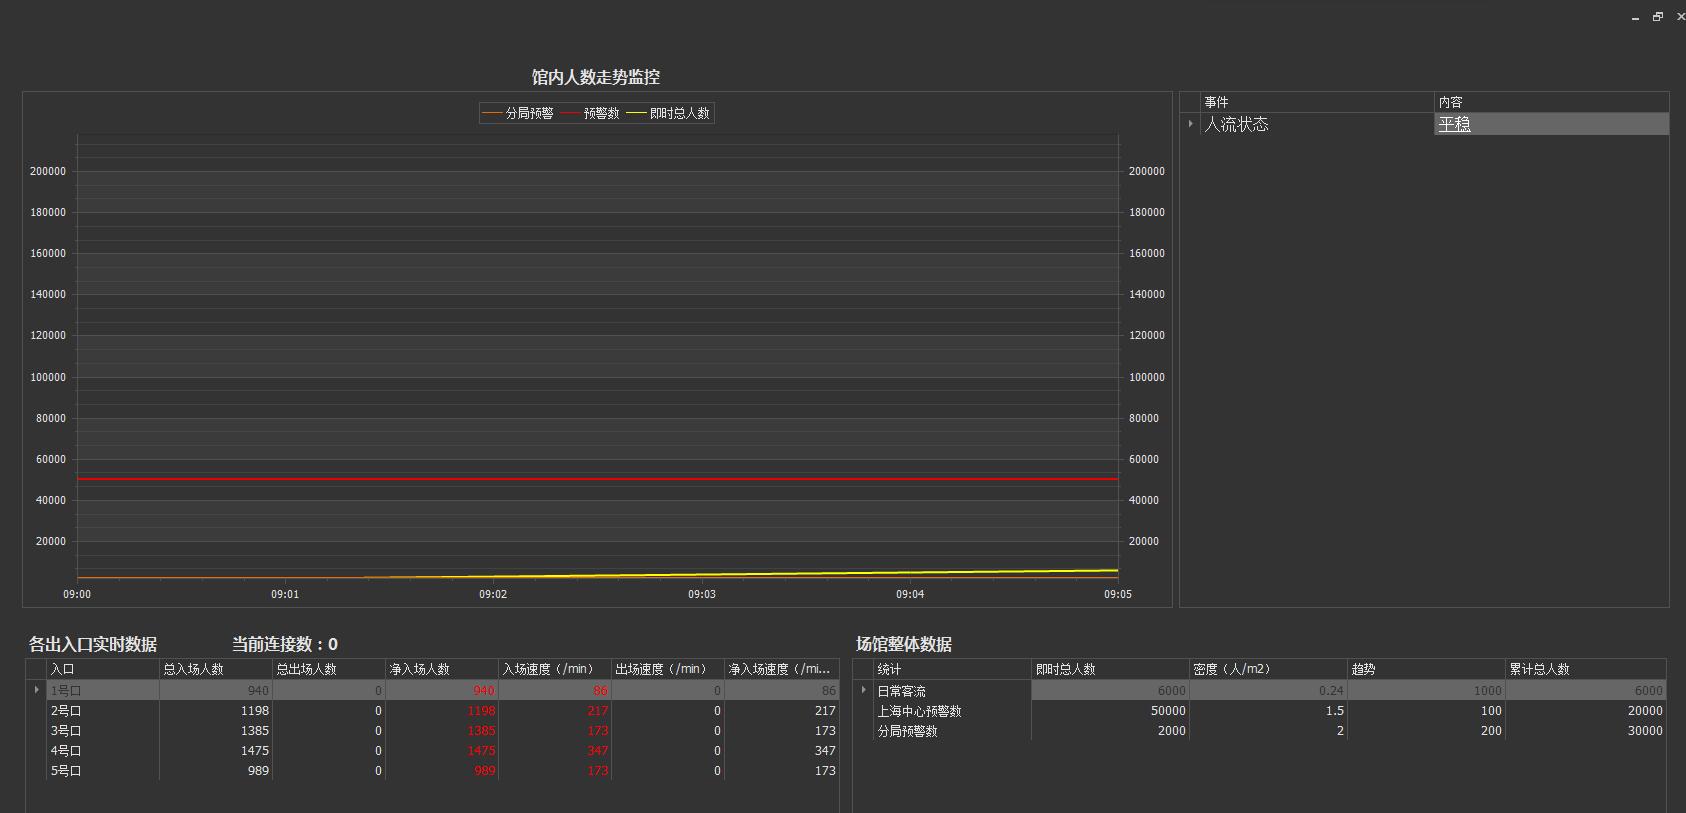 馆内人数走势监控
分局预警 预警数 即时总人数
200000 200000
180000 180000
160000 160000
140000 140000
120000 120000
100000 100000
80000 80000
60000 60000
40000 40000
20000 20000
09:00 09:01 09:02 09:03 09:04 09:05
事件 内容
人流状态 平稳
各出入口实时数据 当前连接数：0
入口 总入场人数 总出场人数 净入场人数 入场速度（/min） 出场速度（/min） 净入场速度（/mi...
1号口 940 0 940 86 0 86
2号口 1198 0 1198 217 0 217
3号口 1385 0 1385 173 0 173
4号口 1475 0 1475 347 0 347
5号口 989 0 989 173 0 173
场馆整体数据
统计 即时总人数 密度（人/m2） 趋势 累计总人数
日常客流 6000 0.24 1000 6000
上海中心预警数 50000 1.5 100 20000
分局预警数 2000 2 200 30000